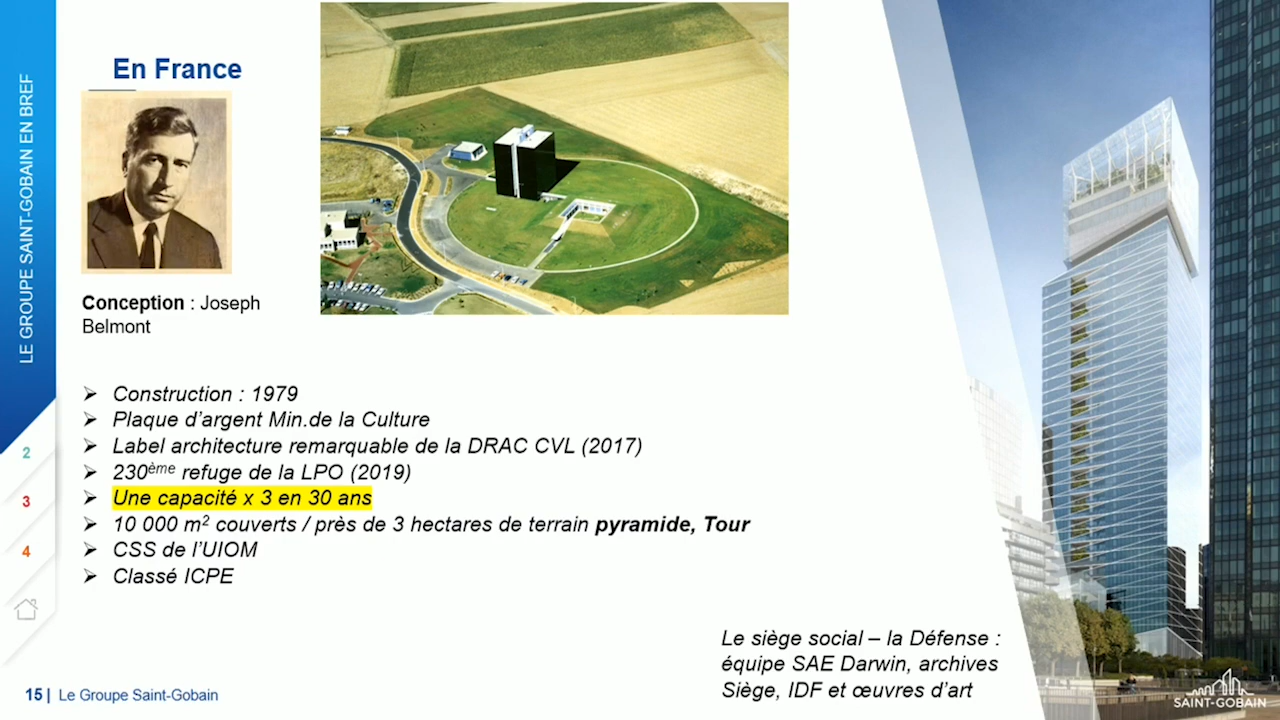 LE GROUPE SAINT-GOBAIN EN BREF
En France
Conception : Joseph
Belmont
Construction : 1979
Plaque d'argent Min.de la Culture
Label architecture remarquable de la DRAC CVL (2017)
230ème refuge de la LPO (2019)
Une capacité x 3 en 30 ans
10 000 m² couverts / près de 3 hectares de terrain pyramide, Tour
CSS de l'UIOM
Classé ICPE
2
3
4
Le siège social – la Défense :
équipe SAE Darwin, archives
Siège, IDF et œuvres d'art
15 | Le Groupe Saint-Gobain
SAINT-GOBAIN